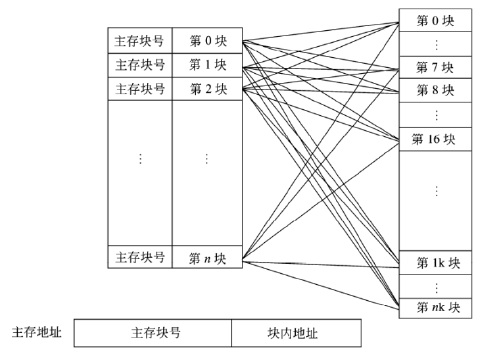 主存块号 第 0 块
主存块号 第 1 块
主存块号 第 2 块
⋮ ⋮
主存块号 第 n 块
第 0 块
⋮
第 7 块
第 8 块
⋮
第 16 块
⋮
第 1k 块
⋮
第 nk 块
主存地址 主存块号 块内地址